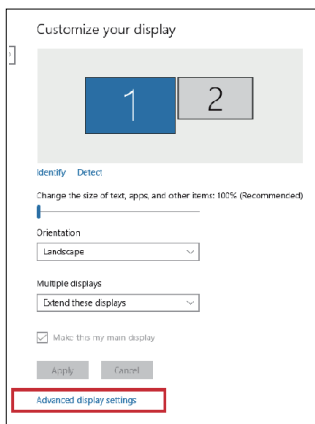 Customize your display
1
2
Identify Detect
Change the size of text, apps, and other items: 100% (Recommended)
Orientation
Landscape
Multiple displays
Extend these displays
Make this my main display
Apply Cancel
Advanced display settings